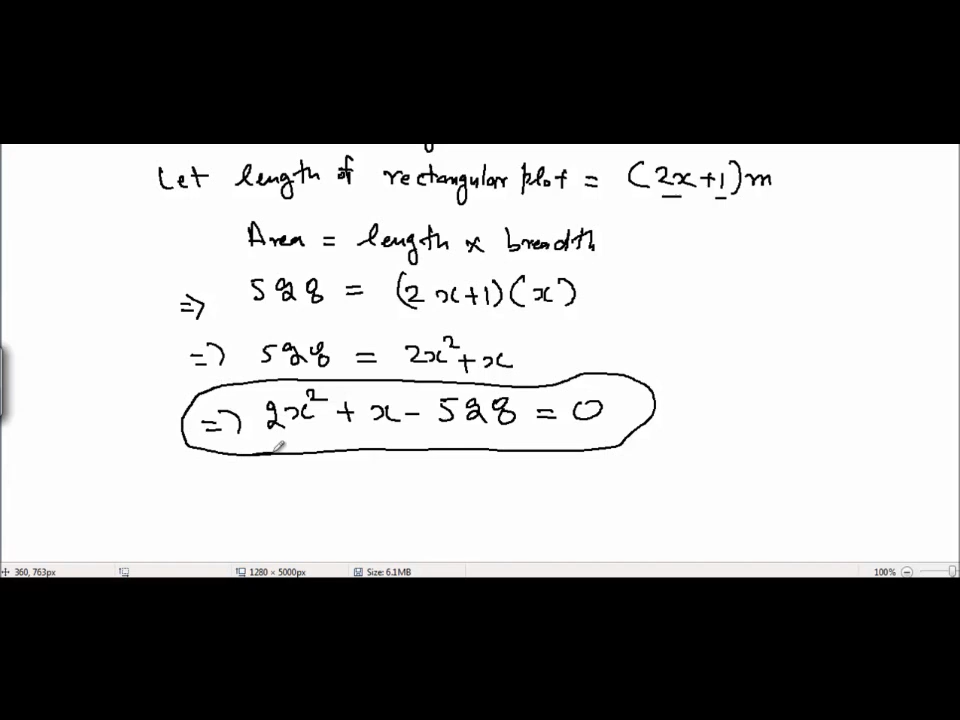 Let length of rectangular plot = (2x+1)m
Area = length × breadth
=> 528 = (2x+1)(x)
=> 528 = 2x²+x
=> 2x² + x - 528 = 0
360, 763px 1280 × 5000px Size: 6.1MB 100%